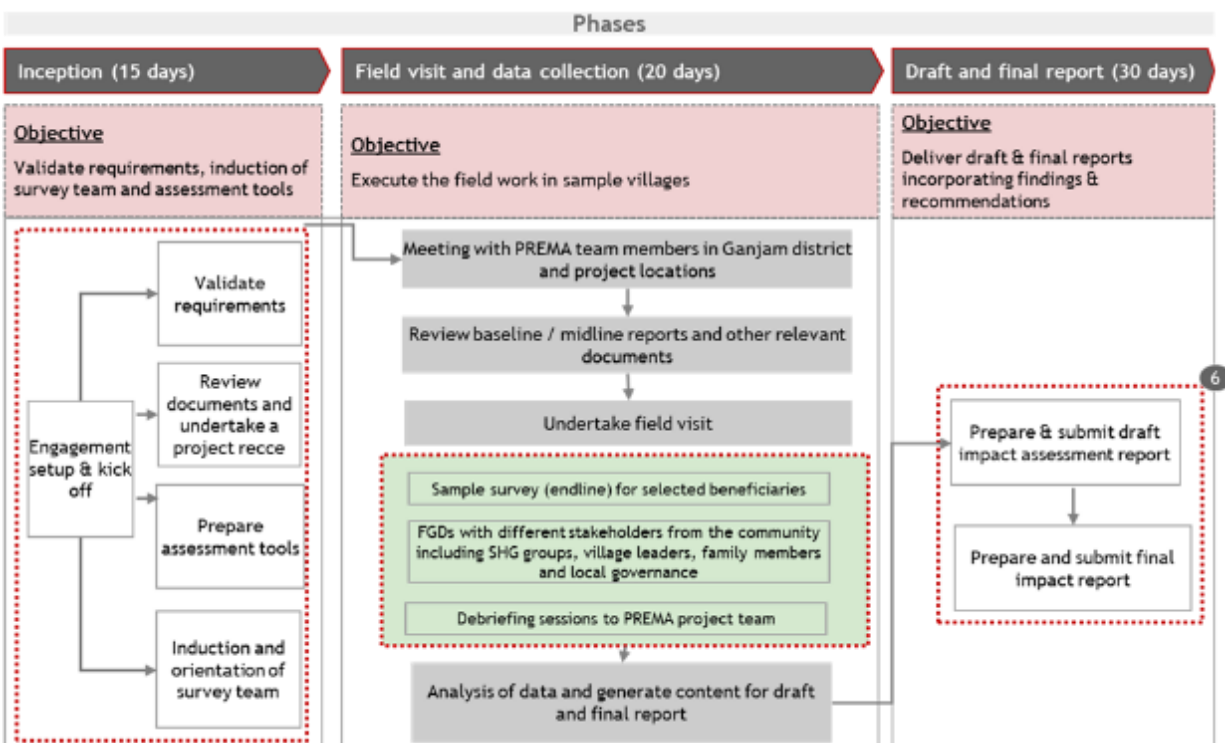 Phases
Inception (15 days)
Field visit and data collection (20 days)
Draft and final report (30 days)
Objective
Validate requirements, induction of
survey team and assessment tools
Objective
Execute the field work in sample villages
Objective
Deliver draft & final reports
incorporating findings &
recommendations
Engagement
setup & kick
off
Validate
requirements
Review
documents and
undertake a
project recce
Prepare
assessment tools
Induction and
orientation of
survey team
Meeting with PREMA team members in Ganjam district
and project locations
Review baseline / midline reports and other relevant
documents
Undertake field visit
Sample survey (endline) for selected beneficiaries
FGDs with different stakeholders from the community
including SHG groups, village leaders, family members
and local governance
Debriefing sessions to PREMA project team
Analysis of data and generate content for draft
and final report
6
Prepare & submit draft
impact assessment report
Prepare and submit final
impact report